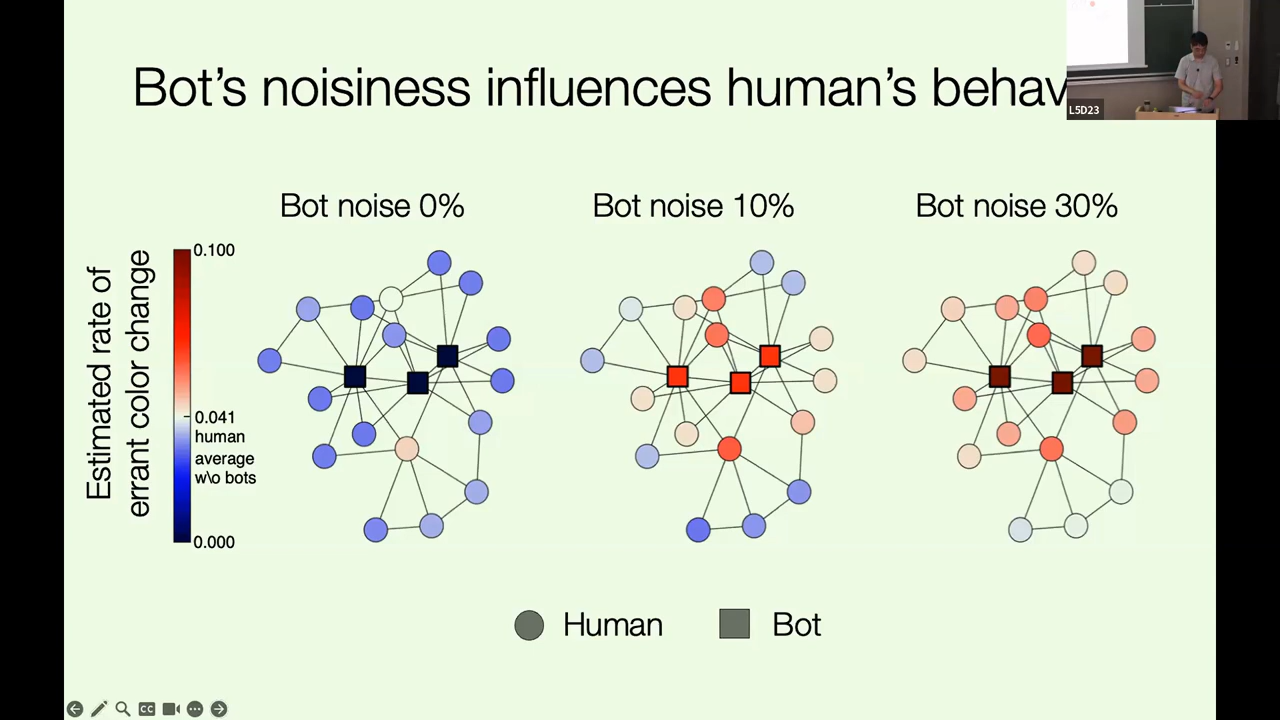 Bot's noisiness influences human's behav
L5D23
Bot noise 0%
Bot noise 10%
Bot noise 30%
Estimated rate of
errant color change
0.100
0.041
human
average
w\o bots
0.000
Human
Bot
CC